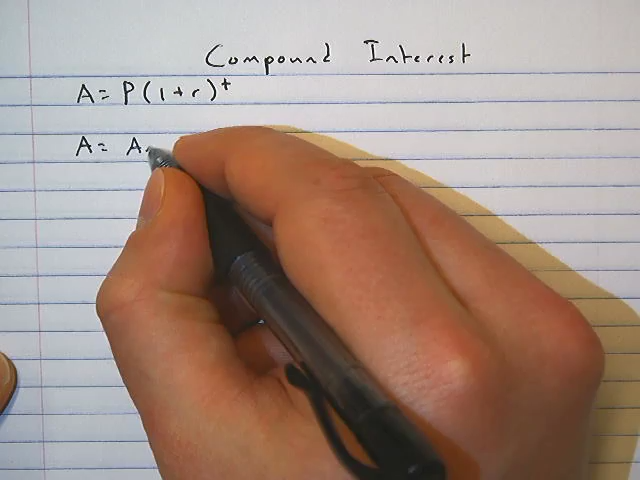 Compound Interest
A = P(1+r)^t
A = A